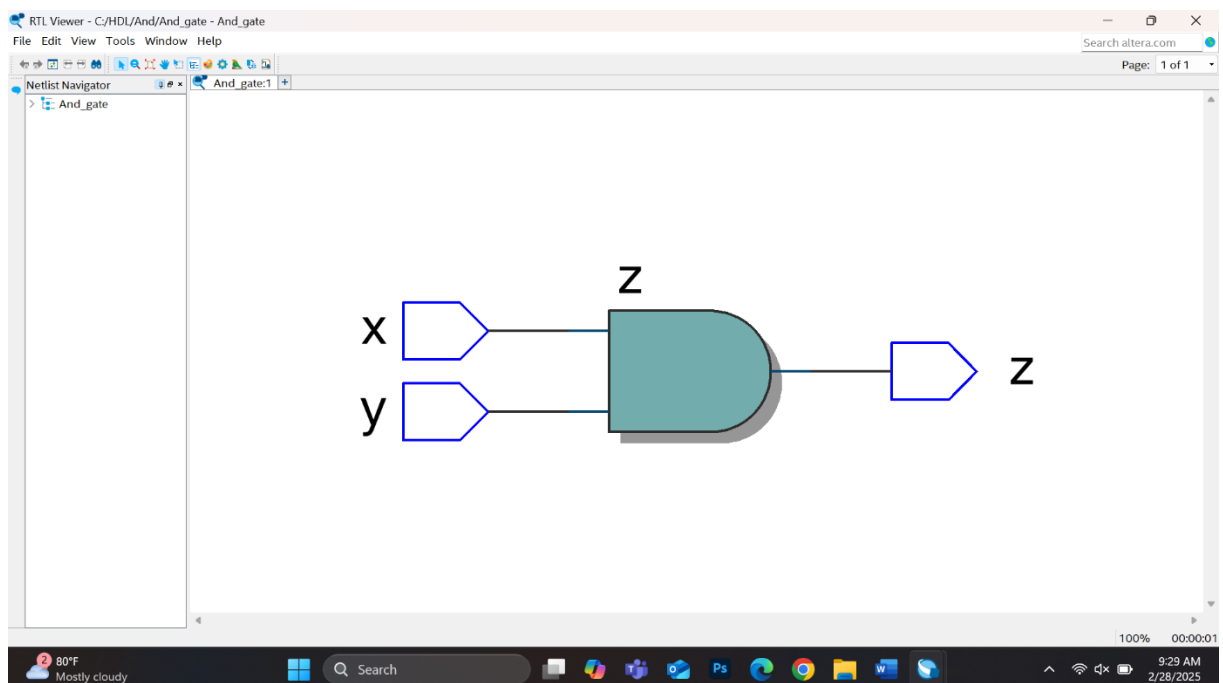 RTL Viewer - C:/HDL/And/And_gate - And_gate
File Edit View Tools Window Help
Search altera.com
Page: 1 of 1
Netlist Navigator
And_gate:1
And_gate
z
x
y
z
100% 00:00:01
2
80°F
Mostly cloudy
Search
Ps
W
9:29 AM
2/28/2025